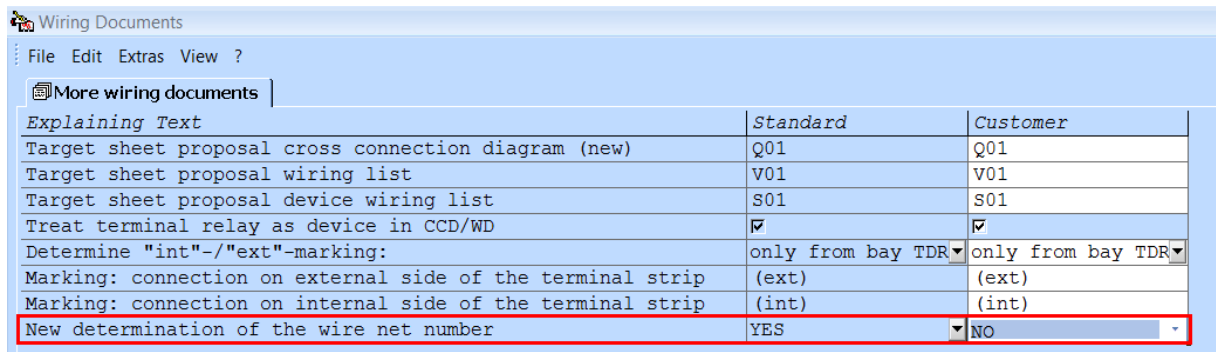 Wiring Documents
File Edit Extras View ?
More wiring documents
Explaining Text Standard Customer
Target sheet proposal cross connection diagram (new) Q01 Q01
Target sheet proposal wiring list V01 V01
Target sheet proposal device wiring list S01 S01
Treat terminal relay as device in CCD/WD
Determine "int"-/"ext"-marking: only from bay TDR only from bay TDR
Marking: connection on external side of the terminal strip (ext) (ext)
Marking: connection on internal side of the terminal strip (int) (int)
New determination of the wire net number YES NO